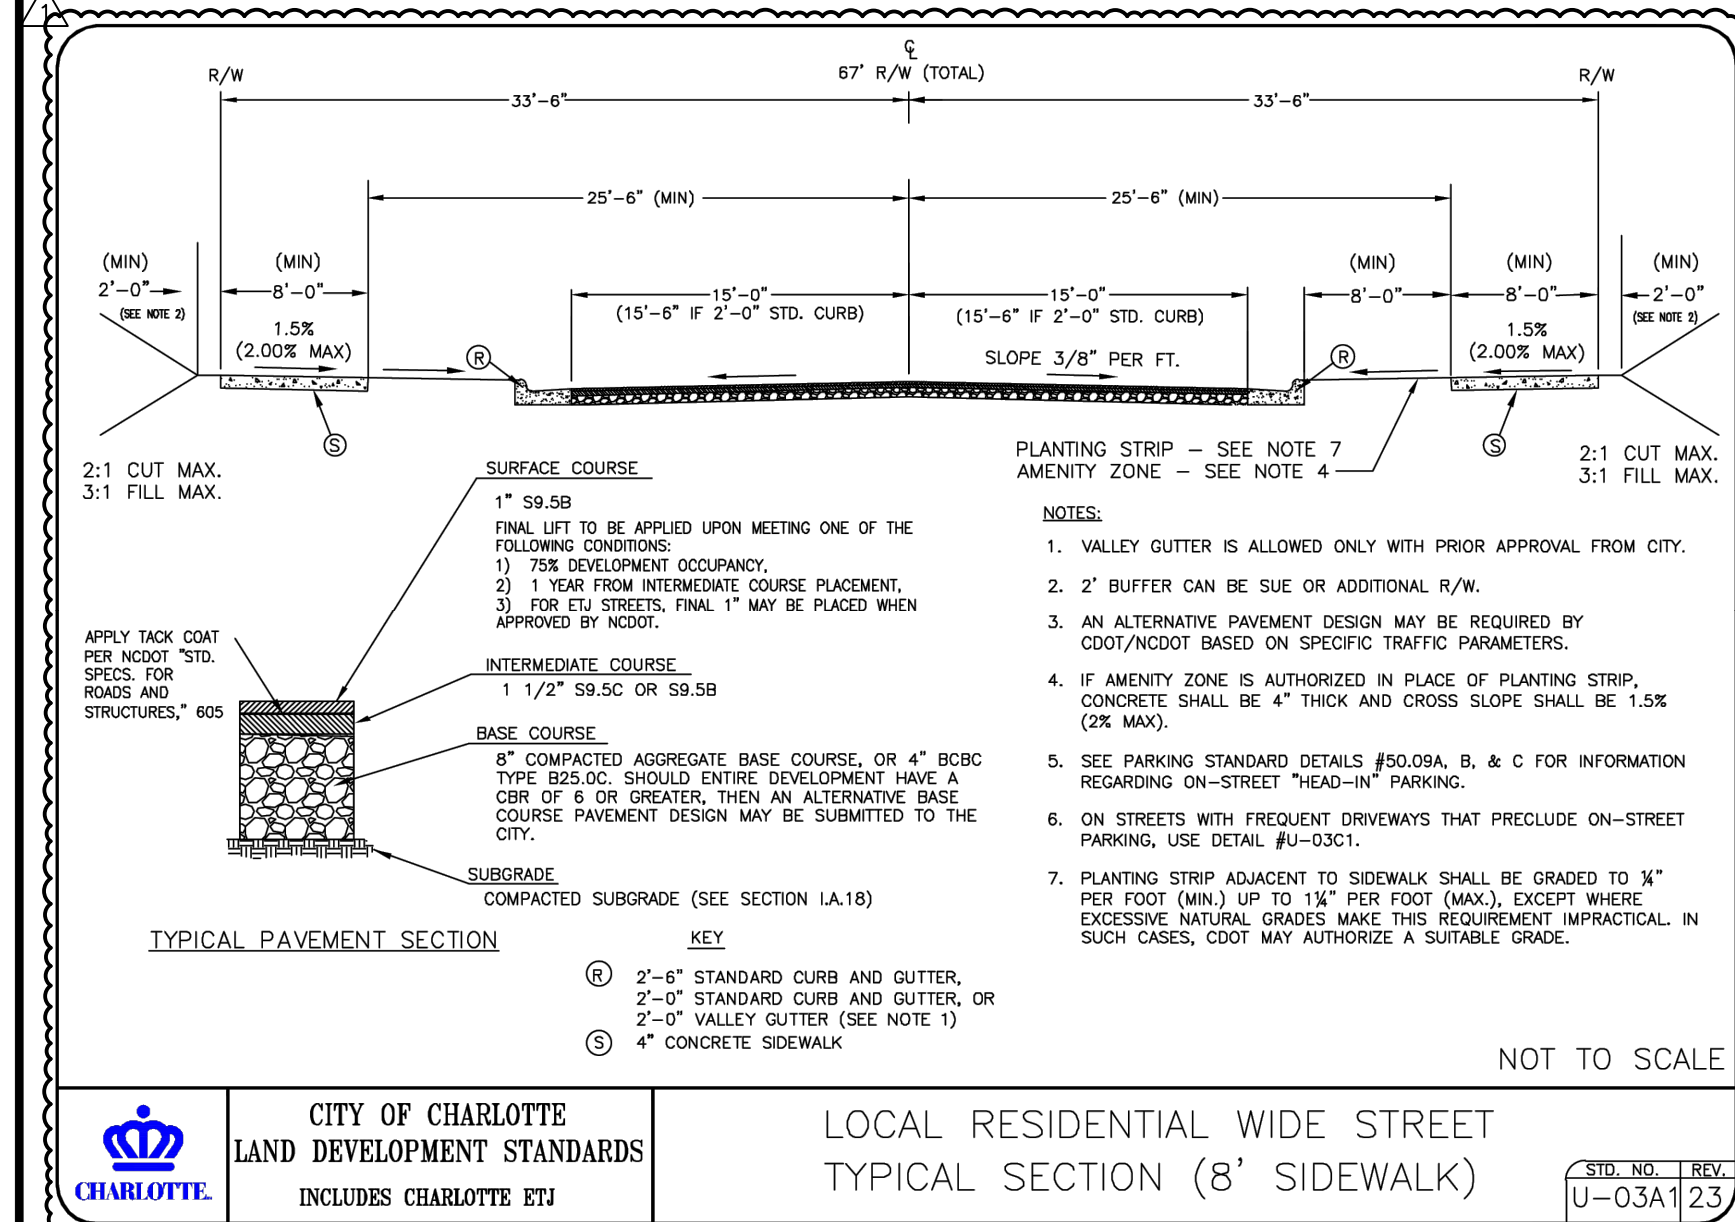 1
℄
67' R/W (TOTAL)
R/W
R/W
33'-6"
33'-6"
25'-6" (MIN)
25'-6" (MIN)
(MIN)
2'-0"
(SEE NOTE 2)
(MIN)
8'-0"
1.5%
(2.00% MAX)
15'-0"
(15'-6" IF 2'-0" STD. CURB)
15'-0"
(15'-6" IF 2'-0" STD. CURB)
SLOPE 3/8" PER FT.
(MIN)
8'-0"
(MIN)
8'-0"
1.5%
(2.00% MAX)
(MIN)
2'-0"
(SEE NOTE 2)
R
R
S
S
2:1 CUT MAX.
3:1 FILL MAX.
PLANTING STRIP – SEE NOTE 7
AMENITY ZONE – SEE NOTE 4
2:1 CUT MAX.
3:1 FILL MAX.
SURFACE COURSE
1" S9.5B
FINAL LIFT TO BE APPLIED UPON MEETING ONE OF THE
FOLLOWING CONDITIONS:
1) 75% DEVELOPMENT OCCUPANCY,
2) 1 YEAR FROM INTERMEDIATE COURSE PLACEMENT,
3) FOR ETJ STREETS, FINAL 1" MAY BE PLACED WHEN
APPROVED BY NCDOT.
APPLY TACK COAT
PER NCDOT "STD.
SPECS. FOR
ROADS AND
STRUCTURES," 605
INTERMEDIATE COURSE
1 1/2" S9.5C OR S9.5B
BASE COURSE
8" COMPACTED AGGREGATE BASE COURSE, OR 4" BCBC
TYPE B25.0C. SHOULD ENTIRE DEVELOPMENT HAVE A
CBR OF 6 OR GREATER, THEN AN ALTERNATIVE BASE
COURSE PAVEMENT DESIGN MAY BE SUBMITTED TO THE
CITY.
SUBGRADE
COMPACTED SUBGRADE (SEE SECTION I.A.18)
TYPICAL PAVEMENT SECTION
KEY
R 2'-6" STANDARD CURB AND GUTTER,
2'-0" STANDARD CURB AND GUTTER, OR
2'-0" VALLEY GUTTER (SEE NOTE 1)
S 4" CONCRETE SIDEWALK
NOTES:
1. VALLEY GUTTER IS ALLOWED ONLY WITH PRIOR APPROVAL FROM CITY.
2. 2' BUFFER CAN BE SUE OR ADDITIONAL R/W.
3. AN ALTERNATIVE PAVEMENT DESIGN MAY BE REQUIRED BY
CDOT/NCDOT BASED ON SPECIFIC TRAFFIC PARAMETERS.
4. IF AMENITY ZONE IS AUTHORIZED IN PLACE OF PLANTING STRIP,
CONCRETE SHALL BE 4" THICK AND CROSS SLOPE SHALL BE 1.5%
(2% MAX).
5. SEE PARKING STANDARD DETAILS #50.09A, B, & C FOR INFORMATION
REGARDING ON-STREET "HEAD-IN" PARKING.
6. ON STREETS WITH FREQUENT DRIVEWAYS THAT PRECLUDE ON-STREET
PARKING, USE DETAIL #U-03C1.
7. PLANTING STRIP ADJACENT TO SIDEWALK SHALL BE GRADED TO ¼"
PER FOOT (MIN.) UP TO 1¼" PER FOOT (MAX.), EXCEPT WHERE
EXCESSIVE NATURAL GRADES MAKE THIS REQUIREMENT IMPRACTICAL. IN
SUCH CASES, CDOT MAY AUTHORIZE A SUITABLE GRADE.
NOT TO SCALE
CHARLOTTE.
CITY OF CHARLOTTE
LAND DEVELOPMENT STANDARDS
INCLUDES CHARLOTTE ETJ
LOCAL RESIDENTIAL WIDE STREET
TYPICAL SECTION (8' SIDEWALK)
STD. NO. REV.
U-03A1 23